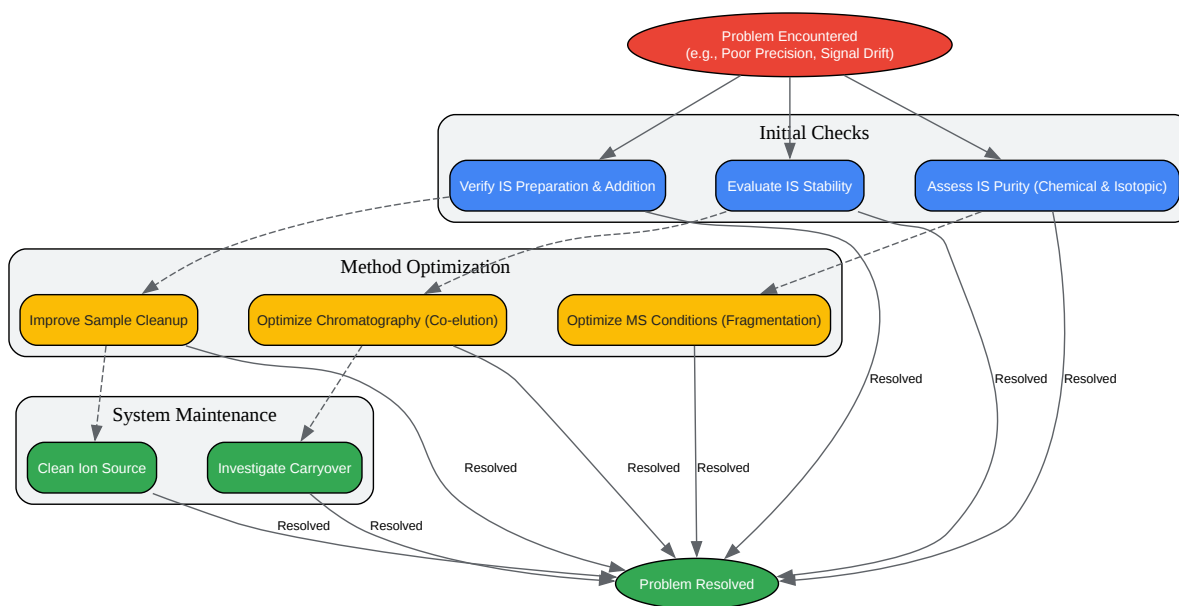 Problem Encountered
(e.g., Poor Precision, Signal Drift)
Initial Checks
Verify IS Preparation & Addition
Evaluate IS Stability
Assess IS Purity (Chemical & Isotopic)
Method Optimization
Improve Sample Cleanup
Optimize Chromatography (Co-elution)
Optimize MS Conditions (Fragmentation)
Resolved
Resolved
Resolved
System Maintenance
Clean Ion Source
Investigate Carryover
Resolved
Resolved
Resolved
Resolved
Resolved
Problem Resolved